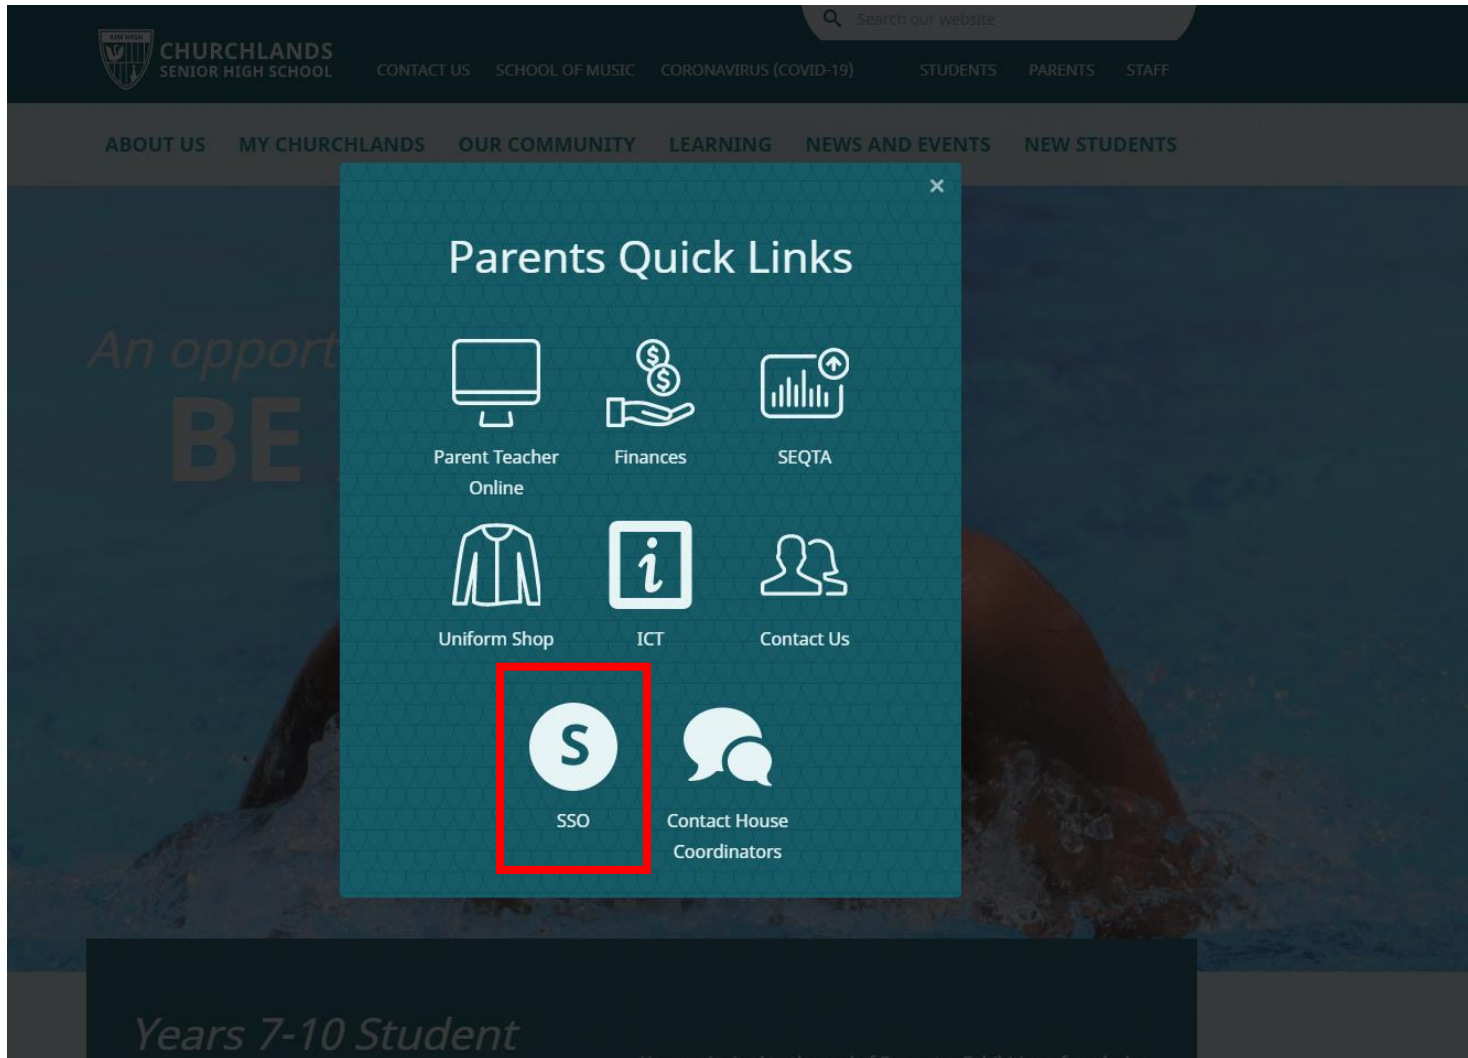 Search our website
AIM HIGH
CHURCHLANDS
SENIOR HIGH SCHOOL
CONTACT US SCHOOL OF MUSIC CORONAVIRUS (COVID-19) STUDENTS PARENTS STAFF
ABOUT US MY CHURCHLANDS OUR COMMUNITY LEARNING NEWS AND EVENTS NEW STUDENTS
×
Parents Quick Links
An opport
BE
Parent Teacher
Online
Finances
SEQTA
Uniform Shop
ICT
Contact Us
S
SSO
Contact House
Coordinators
Years 7-10 Student